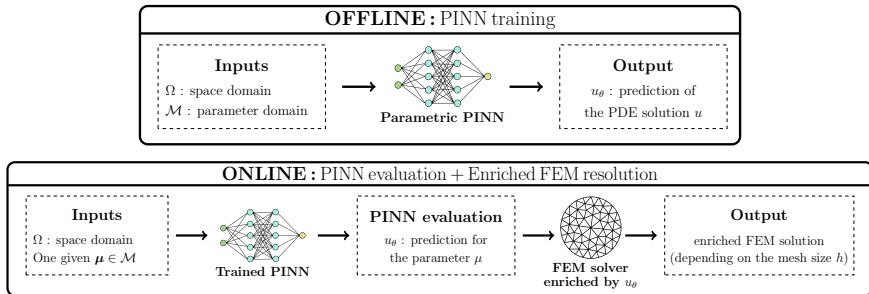 OFFLINE : PINN training
Inputs
Ω : space domain
𝓜 : parameter domain
Parametric PINN
Output
u_θ : prediction of
the PDE solution u
ONLINE : PINN evaluation + Enriched FEM resolution
Inputs
Ω : space domain
One given μ ∈ 𝓜
Trained PINN
PINN evaluation
u_θ : prediction for
the parameter μ
FEM solver
enriched by u_θ
Output
enriched FEM solution
(depending on the mesh size h)